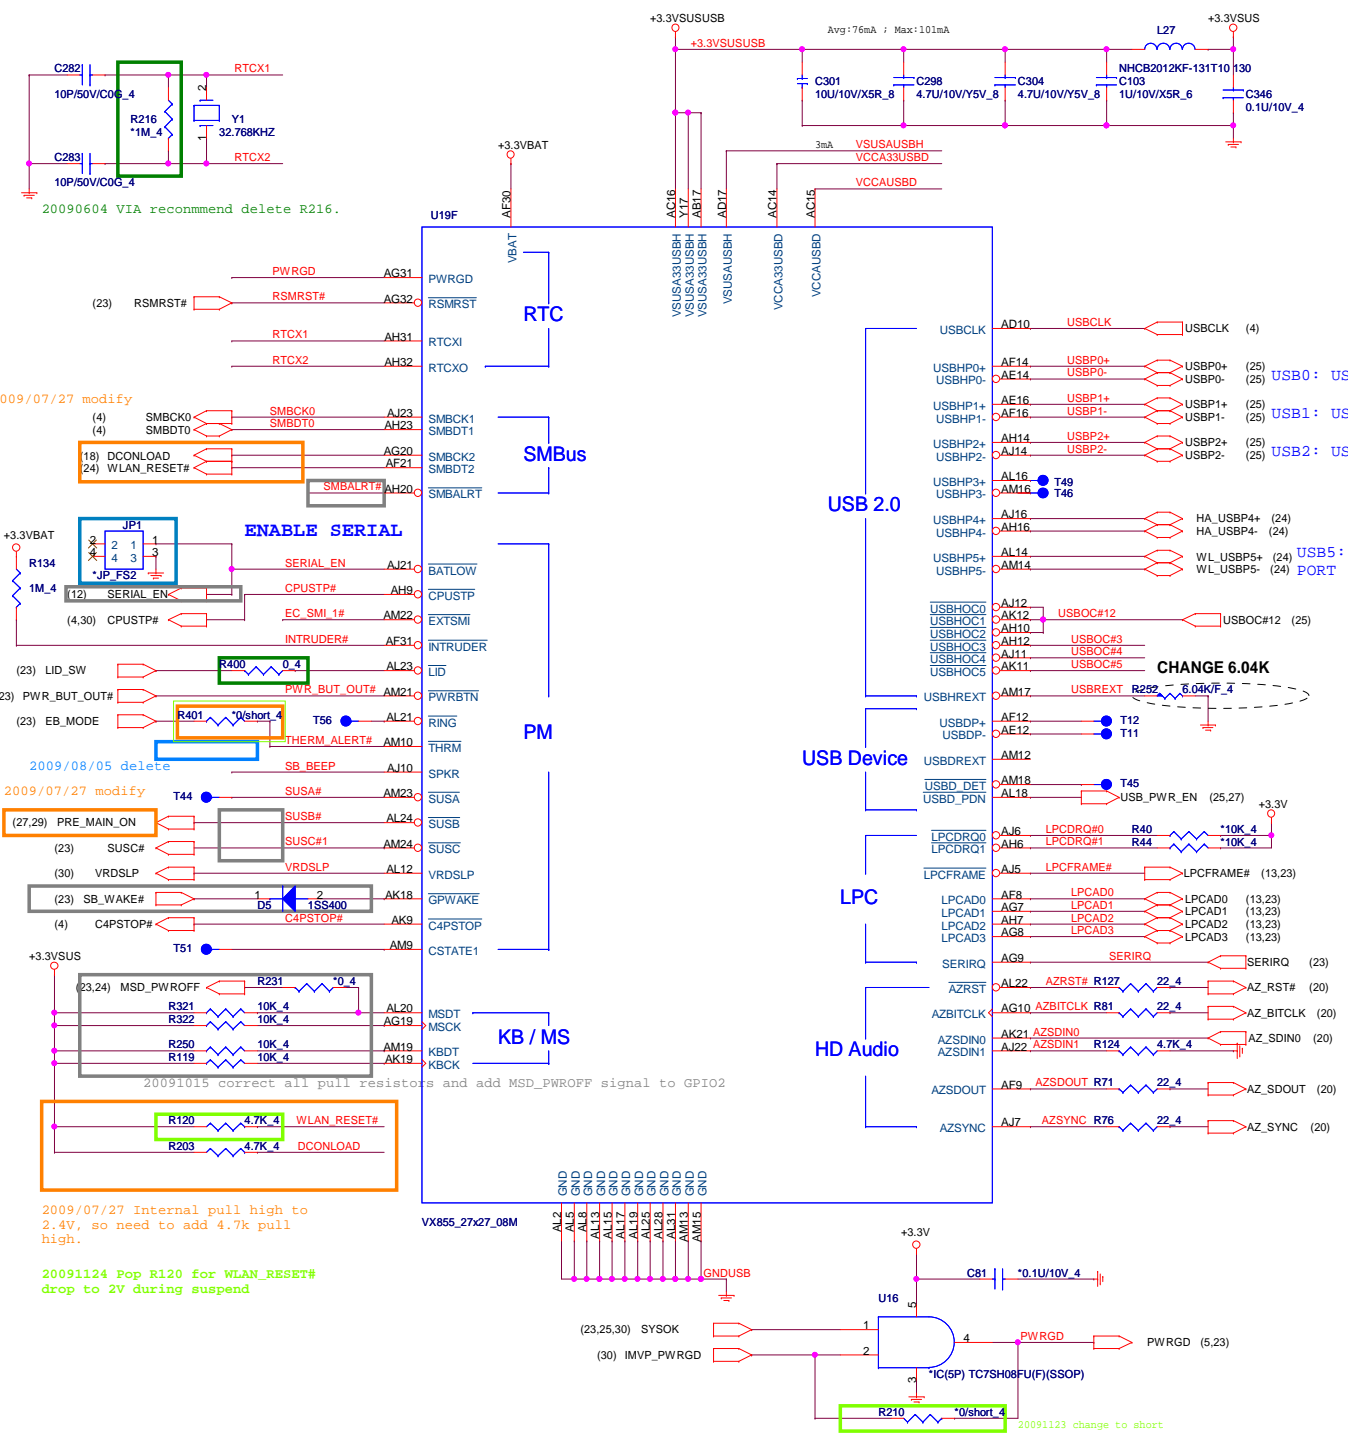 +3.3VSUSUSB
+3.3VSUSUSB
Avg:76mA ; Max:101mA
L27
+3.3VSUS
NHCB2012KF-131T10 130
C301
10U/10V/X5R_8
C298
4.7U/10V/Y5V_8
C304
4.7U/10V/Y5V_8
C103
1U/10V/X5R_6
C346
0.1U/10V_4
C282
10P/50V/C0G_4
RTCX1
R216
*1M_4
2
1
Y1
32.768KHZ
C283
10P/50V/C0G_4
RTCX2
20090604 VIA reconmmend delete R216.
+3.3VBAT
AF30
VBAT
3mA VSUSAUSBH
VCCA33USBD
VCCAUSBD
AC16
Y17
AB17
AD17
AC14
AC15
VSUSA33USBH
VSUSA33USBH
VSUSA33USBH
VSUSAUSBH
VCCA33USBD
VCCAUSBD
U19F
PWRGD AG31 PWRGD
(23) RSMRST# RSMRST# AG32 RSMRST
RTCX1 AH31 RTCXI
RTCX2 AH32 RTCXO
RTC
009/07/27 modify
(4) SMBCK0 SMBCK0 AJ23 SMBCK1
(4) SMBDT0 SMBDT0 AH23 SMBDT1
(18) DCONLOAD AG20 SMBCK2
(24) WLAN_RESET# AF21 SMBDT2
SMBALRT# AH20 SMBALRT
SMBus
ENABLE SERIAL
+3.3VBAT
R134
1M_4
JP1
2 2 1 1
4 4 3 3
*JP_FS2
SERIAL_EN AJ21 BATLOW
(12) SERIAL_EN
CPUSTP# AH9 CPUSTP
(4,30) CPUSTP# EC_SMI_1# AM22 EXTSMI
INTRUDER# AF31 INTRUDER
(23) LID_SW R400 0_4 AL23 LID
23) PWR_BUT_OUT# PWR_BUT_OUT# AM21 PWRBTN
(23) EB_MODE R401 *0/short_4 T56 AL21 RING
THERM_ALERT# AM10 THRM
2009/08/05 delete
SB_BEEP AJ10 SPKR
2009/07/27 modify
T44 SUSA# AM23 SUSA
(27,29) PRE_MAIN_ON SUSB# AL24 SUSB
(23) SUSC# SUSC#1 AM24 SUSC
(30) VRDSLP AL12 VRDSLP
(23) SB_WAKE# 1 2 AK18 GPWAKE
D5 1SS400
(4) C4PSTOP# C4PSTOP# AK9 C4PSTOP
T51 AM9 CSTATE1
PM
+3.3VSUS
(23,24) MSD_PWROFF R231 *0_4
R321 10K_4 AL20 MSDT
R322 10K_4 AG19 MSCK
R250 10K_4 AM19 KBDT
R119 10K_4 AK19 KBCK
KB / MS
20091015 correct all pull resistors and add MSD_PWROFF signal to GPIO2
R120 4.7K_4 WLAN_RESET#
R203 4.7K_4 DCONLOAD
2009/07/27 Internal pull high to
2.4V, so need to add 4.7k pull
high.
20091124 Pop R120 for WLAN_RESET#
drop to 2V during suspend
USBCLK AD10 USBCLK USBCLK (4)
USBHP0+ AF14 USBP0+ USBP0+ (25)
USBHP0- AE14 USBP0- USBP0- (25)
USB0: US
USBHP1+ AE16 USBP1+ USBP1+ (25)
USBHP1- AF16 USBP1- USBP1- (25)
USB1: US
USBHP2+ AH14 USBP2+ USBP2+ (25)
USBHP2- AJ14 USBP2- USBP2- (25)
USB2: US
USBHP3+ AL16 T49
USBHP3- AM16 T46
USB 2.0
USBHP4+ AJ16 HA_USBP4+ (24)
USBHP4- AH16 HA_USBP4- (24)
USBHP5+ AL14 WL_USBP5+ (24)
USBHP5- AM14 WL_USBP5- (24)
USB5:
PORT
USBHOC0 AJ12
USBHOC1 AK12 USBOC#12 USBOC#12 (25)
USBHOC2 AH10
USBHOC3 AH12 USBOC#3
USBHOC4 AJ11 USBOC#4
USBHOC5 AK11 USBOC#5
CHANGE 6.04K
USBHREXT AM17 USBREXT R252 6.04K/F_4
USBDP+ AF12 T12
USBDP- AE12 T11
USB Device
USBDREXT AM12
USBD_DET AM18 T45
USBD_PDN AL18 USB_PWR_EN (25,27)
+3.3V
LPCDRQ0 AJ6 LPCDRQ#0 R40 *10K_4
LPCDRQ1 AH6 LPCDRQ#1 R44 *10K_4
LPCFRAME AJ5 LPCFRAME# LPCFRAME# (13,23)
LPC
LPCAD0 AF8 LPCAD0 LPCAD0 (13,23)
LPCAD1 AG7 LPCAD1 LPCAD1 (13,23)
LPCAD2 AH7 LPCAD2 LPCAD2 (13,23)
LPCAD3 AG8 LPCAD3 LPCAD3 (13,23)
SERIRQ AG9 SERIRQ SERIRQ (23)
AZRST AL22 AZRST# R127 22_4 AZ_RST# (20)
AZBITCLK AG10 AZBITCLK R81 22_4 AZ_BITCLK (20)
AZSDIN0 AK21 AZSDIN0 AZ_SDIN0 (20)
AZSDIN1 AJ22 AZSDIN1 R124 4.7K_4
HD Audio
AZSDOUT AF9 AZSDOUT R71 22_4 AZ_SDOUT (20)
AZSYNC AJ7 AZSYNC R76 22_4 AZ_SYNC (20)
GND GND GND GND GND GND GND GND GND GND GND GND
AL2 AL5 AL8 AL13 AL15 AL17 AL19 AL25 AL28 AL31 AM13 AM15
VX855_27x27_08M
GNDUSB
+3.3V
C81 *0.1U/10V_4
U16
5
(23,25,30) SYSOK 1
4 PWRGD PWRGD (5,23)
(30) IMVP_PWRGD 2
3
*IC(5P) TC7SH08FU(F)(SSOP)
R210 *0/short_4
20091123 change to short